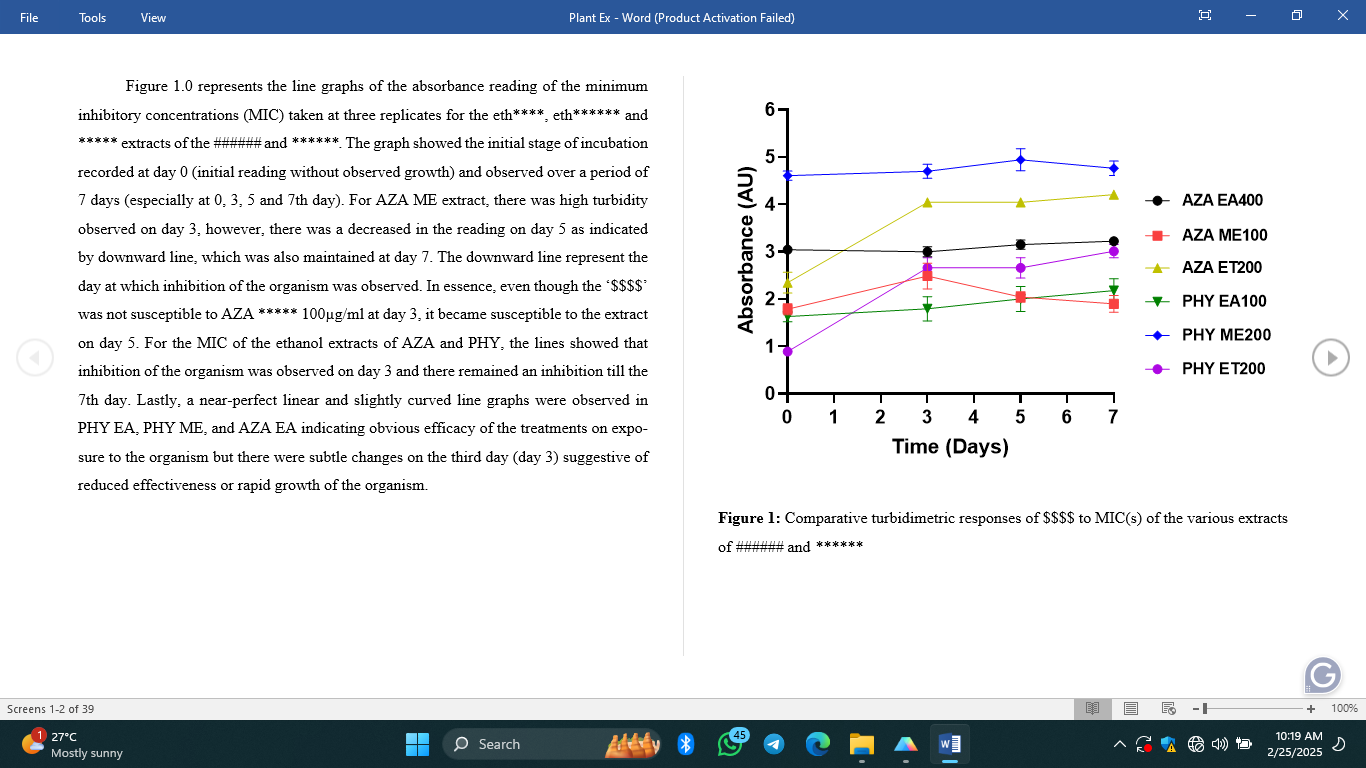 File Tools View Plant Ex - Word (Product Activation Failed)
Figure 1.0 represents the line graphs of the absorbance reading of the minimum
inhibitory concentrations (MIC) taken at three replicates for the eth****, eth****** and
***** extracts of the ###### and ******. The graph showed the initial stage of incubation
recorded at day 0 (initial reading without observed growth) and observed over a period of
7 days (especially at 0, 3, 5 and 7th day). For AZA ME extract, there was high turbidity
observed on day 3, however, there was a decreased in the reading on day 5 as indicated
by downward line, which was also maintained at day 7. The downward line represent the
day at which inhibition of the organism was observed. In essence, even though the ‘$$$$’
was not susceptible to AZA ***** 100µg/ml at day 3, it became susceptible to the extract
on day 5. For the MIC of the ethanol extracts of AZA and PHY, the lines showed that
inhibition of the organism was observed on day 3 and there remained an inhibition till the
7th day. Lastly, a near-perfect linear and slightly curved line graphs were observed in
PHY EA, PHY ME, and AZA EA indicating obvious efficacy of the treatments on expo-
sure to the organism but there were subtle changes on the third day (day 3) suggestive of
reduced effectiveness or rapid growth of the organism.
Absorbance (AU)
6
5
4
3
2
1
0
0 1 2 3 4 5 6 7
Time (Days)
AZA EA400
AZA ME100
AZA ET200
PHY EA100
PHY ME200
PHY ET200
Figure 1: Comparative turbidimetric responses of $$$$ to MIC(s) of the various extracts
of ###### and ******
G
Screens 1-2 of 39
100%
1
27°C
Mostly sunny
Search
45
W
10:19 AM
2/25/2025